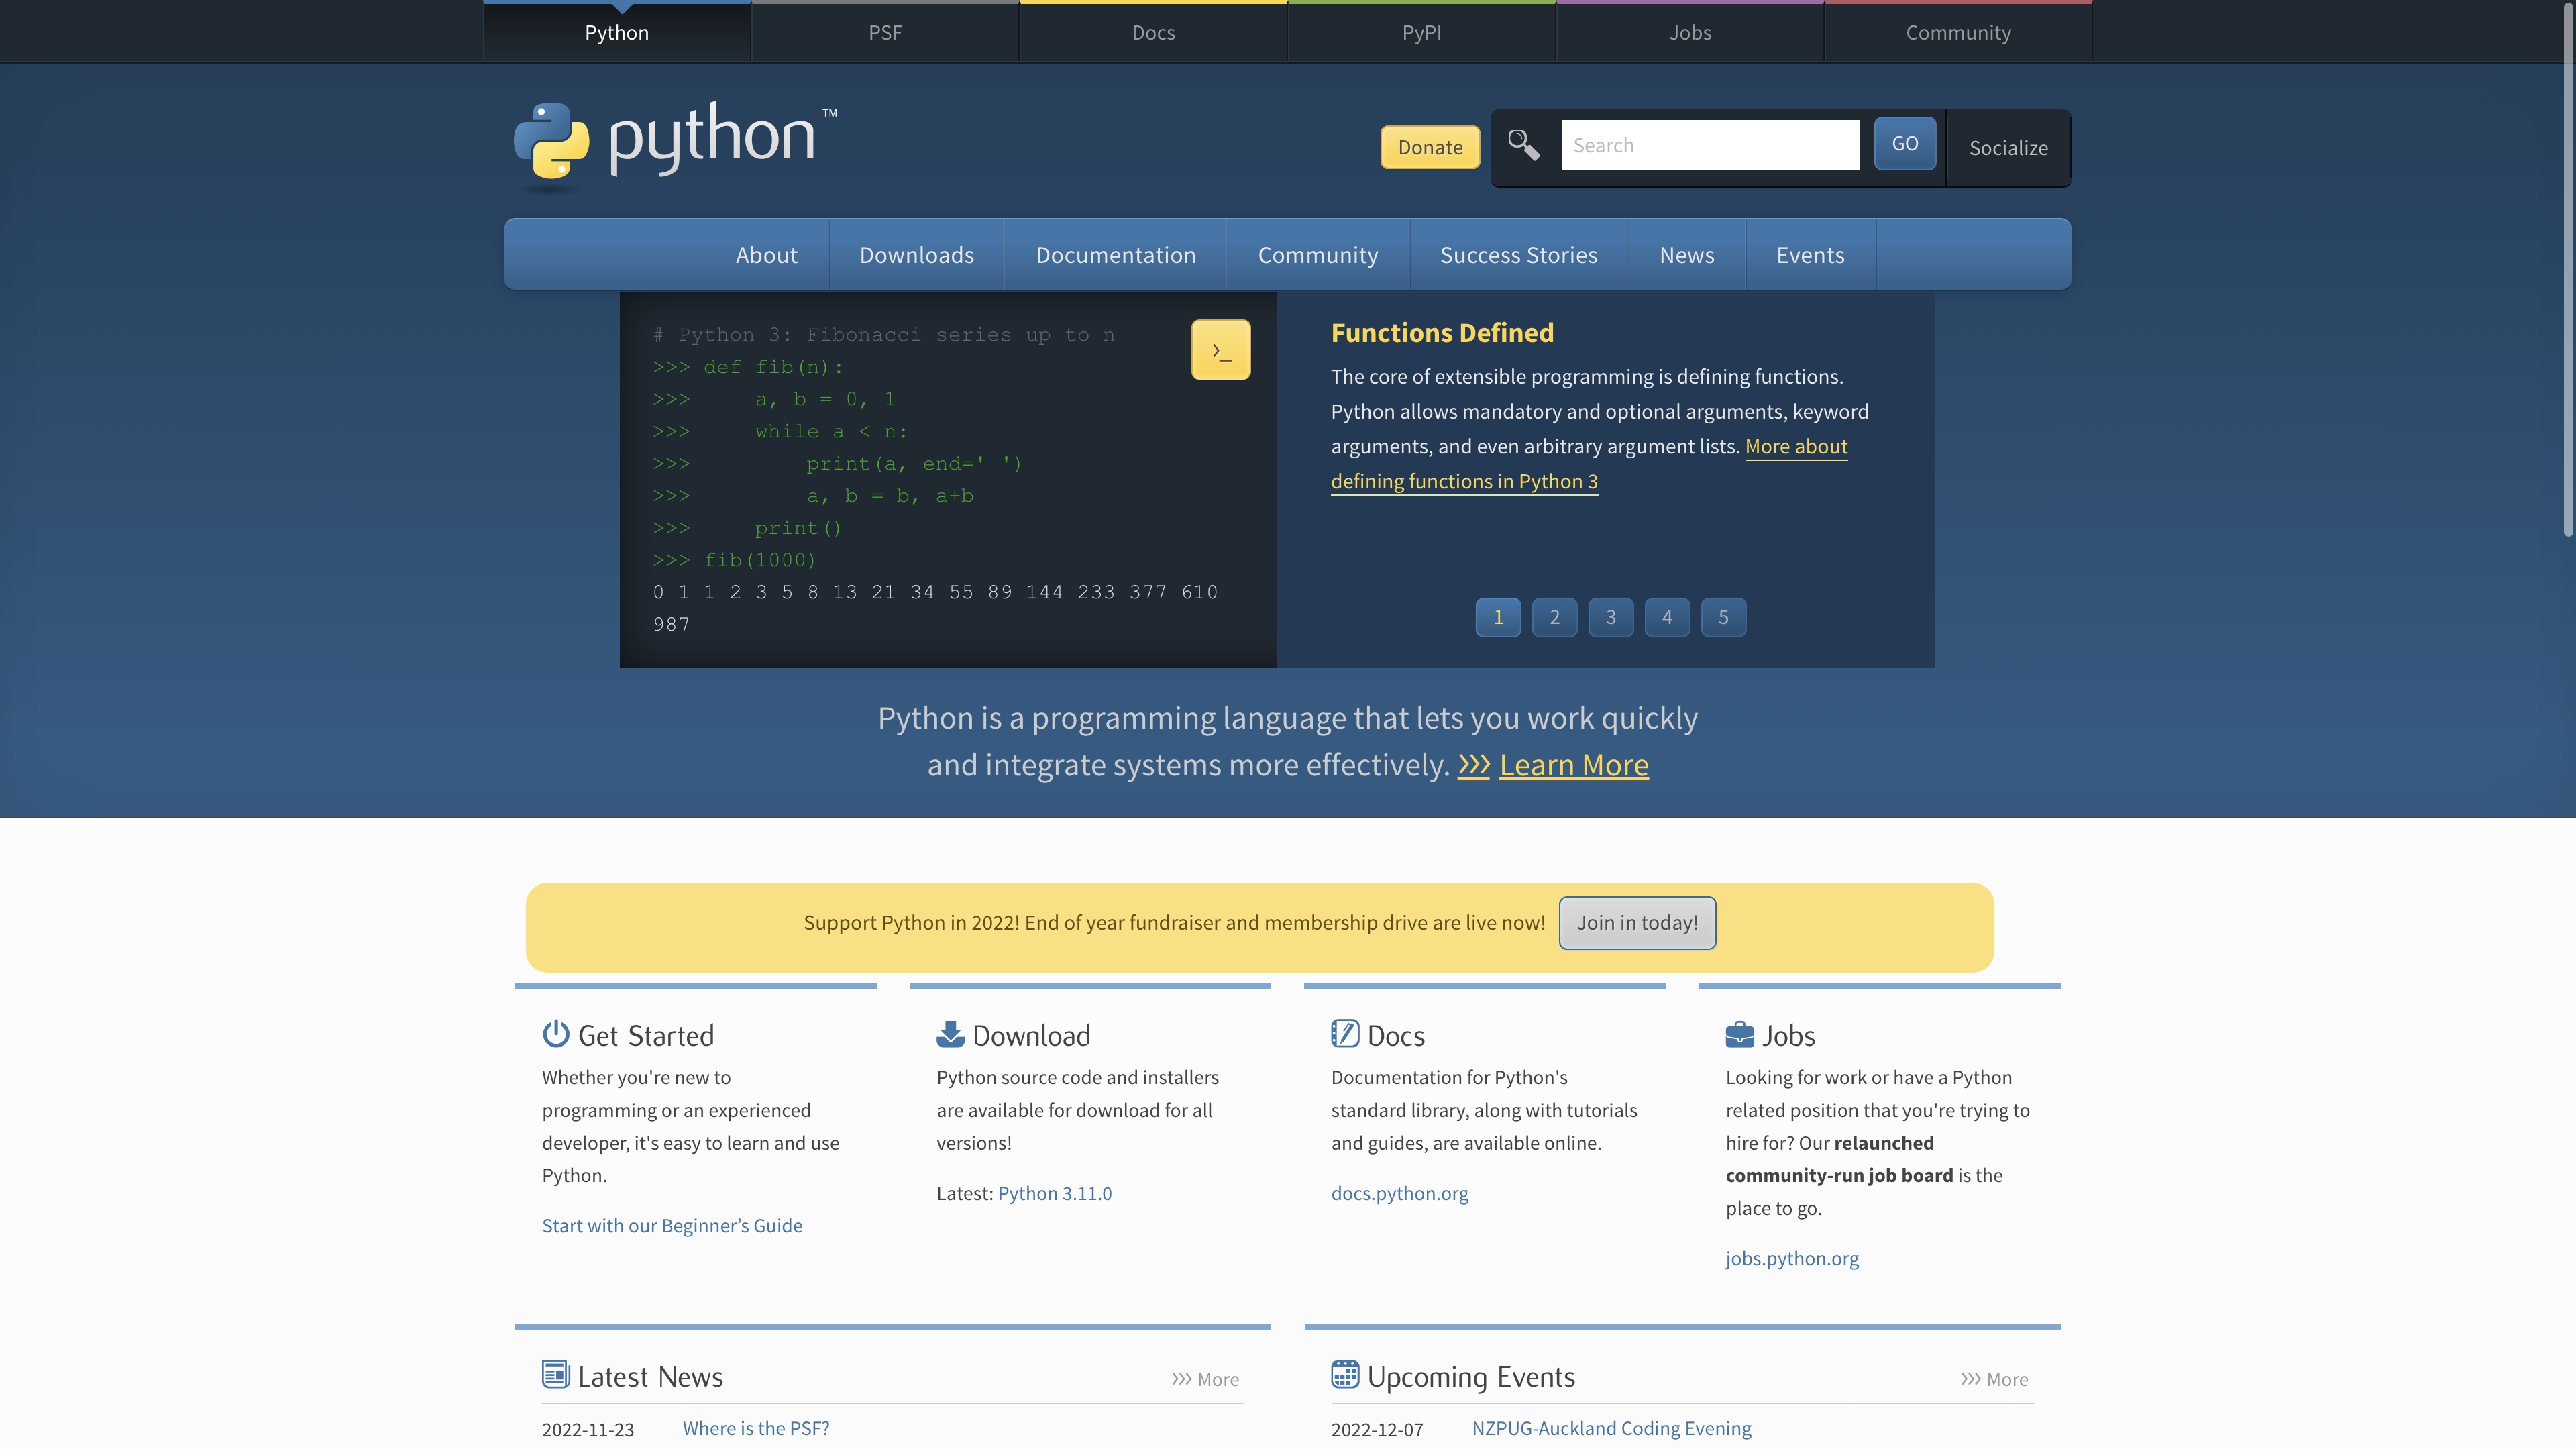 Python
PSF
Docs
PyPI
Jobs
Community
python™
Donate
Search
GO
Socialize
About
Downloads
Documentation
Community
Success Stories
News
Events
# Python 3: Fibonacci series up to n
>>> def fib(n):
>>>     a, b = 0, 1
>>>     while a < n:
>>>         print(a, end=' ')
>>>         a, b = b, a+b
>>>     print()
>>> fib(1000)
0 1 1 2 3 5 8 13 21 34 55 89 144 233 377 610
987
>_
Functions Defined
The core of extensible programming is defining functions.
Python allows mandatory and optional arguments, keyword
arguments, and even arbitrary argument lists. More about
defining functions in Python 3
1
2
3
4
5
Python is a programming language that lets you work quickly
and integrate systems more effectively. >>> Learn More
Support Python in 2022! End of year fundraiser and membership drive are live now!
Join in today!
Get Started
Whether you're new to
programming or an experienced
developer, it's easy to learn and use
Python.
Start with our Beginner’s Guide
Download
Python source code and installers
are available for download for all
versions!
Latest: Python 3.11.0
Docs
Documentation for Python's
standard library, along with tutorials
and guides, are available online.
docs.python.org
Jobs
Looking for work or have a Python
related position that you're trying to
hire for? Our relaunched
community-run job board is the
place to go.
jobs.python.org
Latest News
>>> More
2022-11-23 Where is the PSF?
Upcoming Events
>>> More
2022-12-07 NZPUG-Auckland Coding Evening